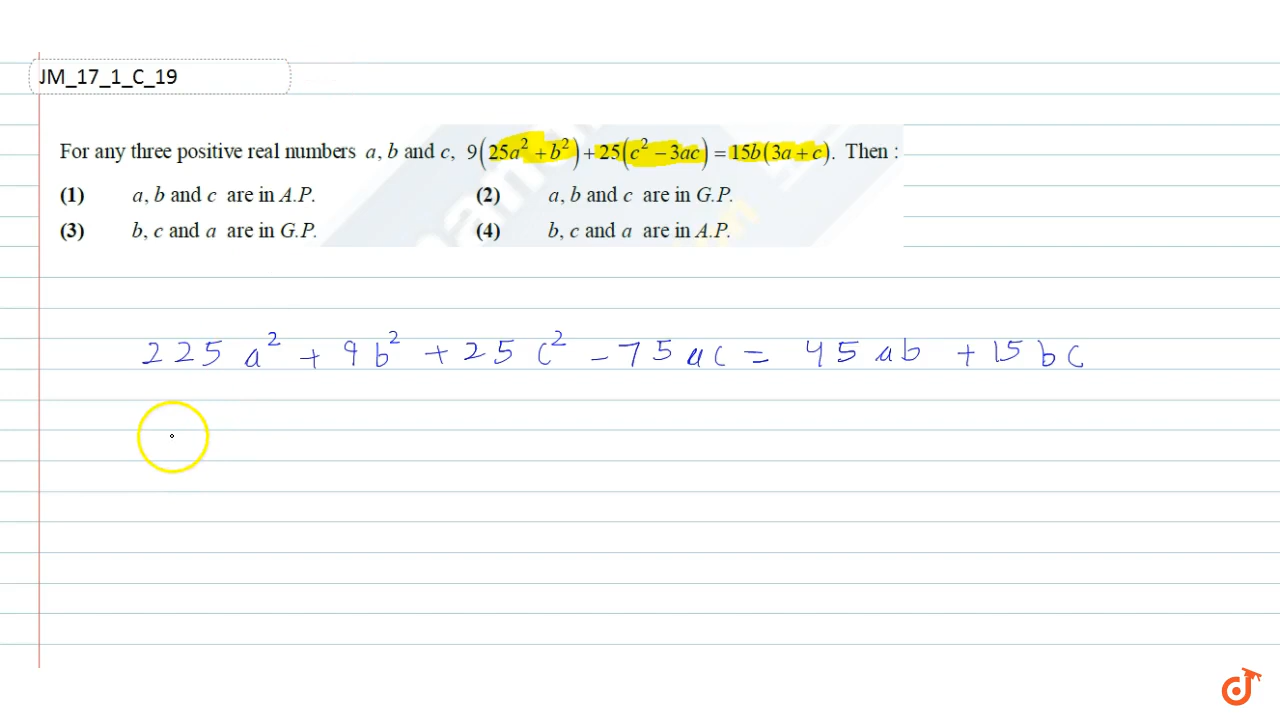 JM_17_1_C_19
For any three positive real numbers a, b and c, 9(25a² + b²) + 25(c² − 3ac) = 15b(3a + c). Then :
(1) a, b and c are in A.P. (2) a, b and c are in G.P.
(3) b, c and a are in G.P. (4) b, c and a are in A.P.
225 a² + 9 b² + 25 c² − 75 ac = 45 ab + 15 bc